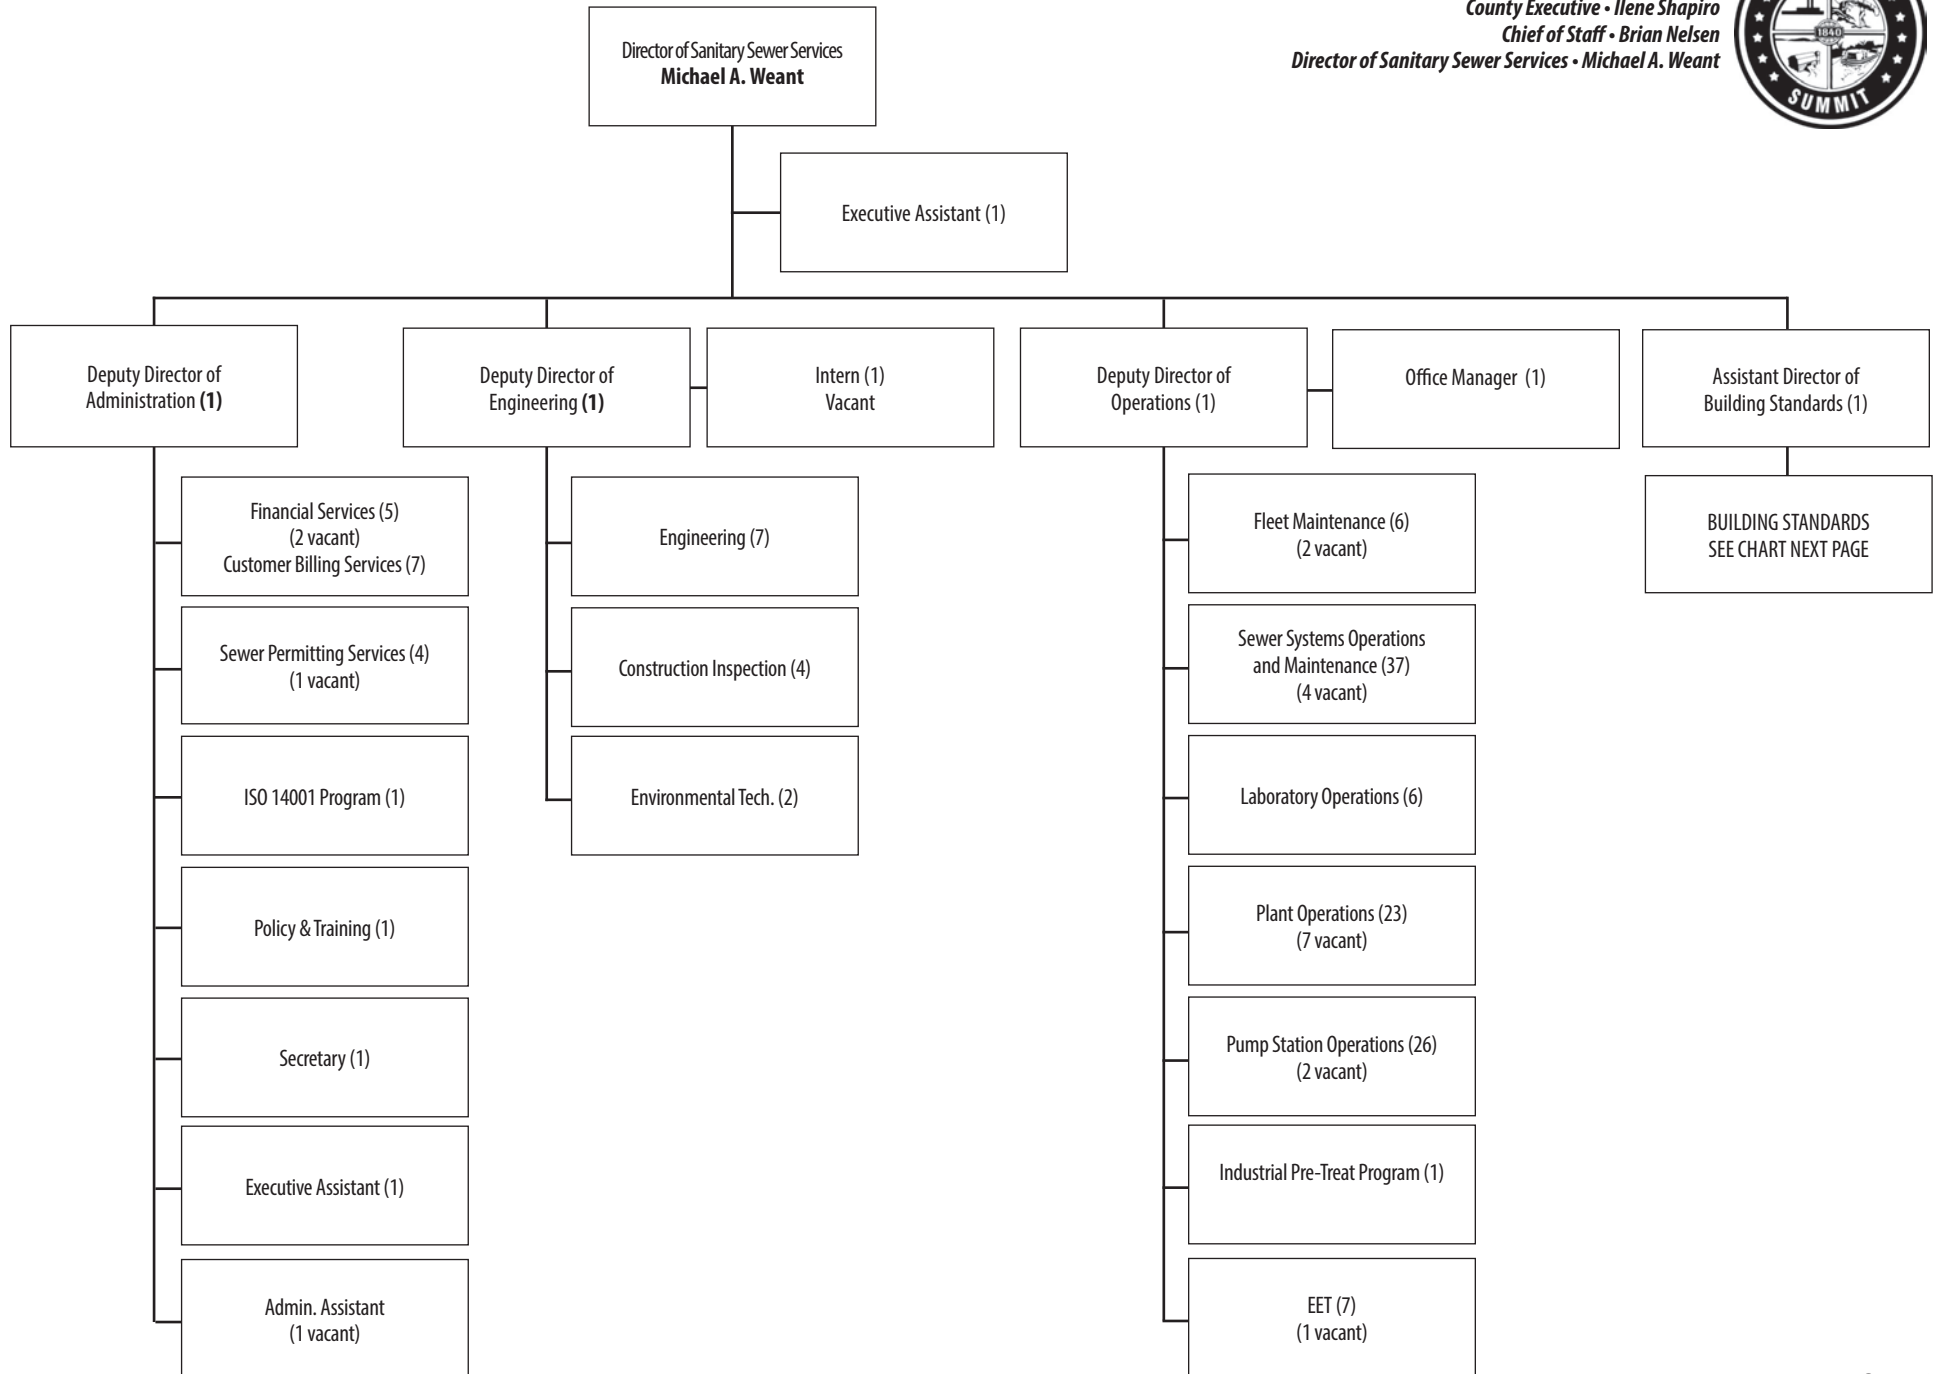 County Executive • Ilene Shapiro
Chief of Staff • Brian Nelsen
Director of Sanitary Sewer Services • Michael A. Weant
1840
SUMMIT
Director of Sanitary Sewer Services
Michael A. Weant
Executive Assistant (1)
Deputy Director of
Administration (1)
Deputy Director of
Engineering (1)
Intern (1)
Vacant
Deputy Director of
Operations (1)
Office Manager (1)
Assistant Director of
Building Standards (1)
Financial Services (5)
(2 vacant)
Customer Billing Services (7)
Sewer Permitting Services (4)
(1 vacant)
ISO 14001 Program (1)
Policy & Training (1)
Secretary (1)
Executive Assistant (1)
Admin. Assistant
(1 vacant)
Engineering (7)
Construction Inspection (4)
Environmental Tech. (2)
Fleet Maintenance (6)
(2 vacant)
Sewer Systems Operations
and Maintenance (37)
(4 vacant)
Laboratory Operations (6)
Plant Operations (23)
(7 vacant)
Pump Station Operations (26)
(2 vacant)
Industrial Pre-Treat Program (1)
EET (7)
(1 vacant)
BUILDING STANDARDS
SEE CHART NEXT PAGE